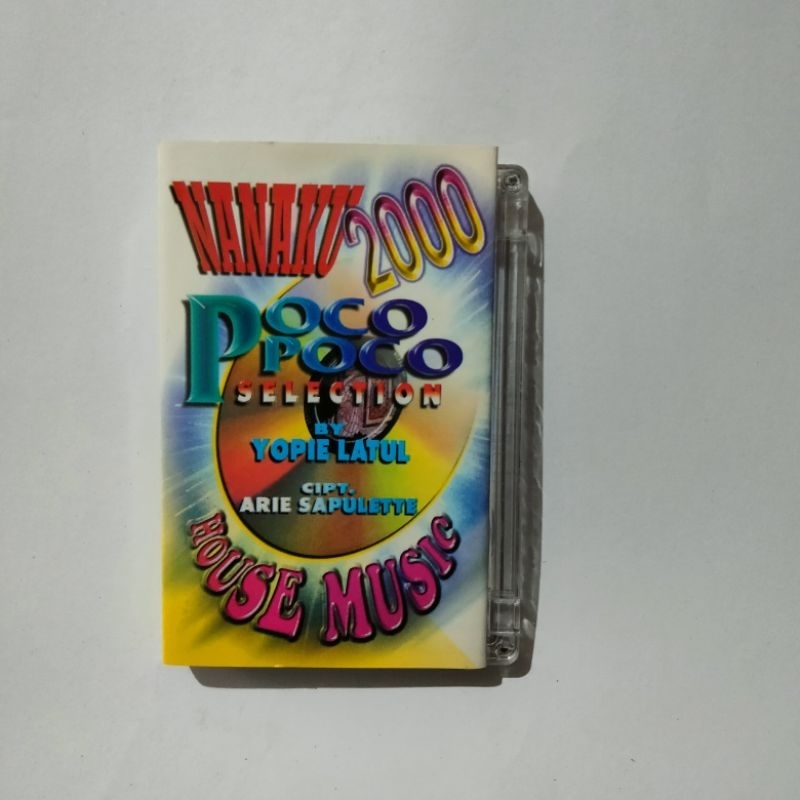 NANAKU 2000
POCO
POCO
SELECTION
BY
YOPIE LATUL
CIPT.
ARIE SAPULETTE
HOUSE MUSIC